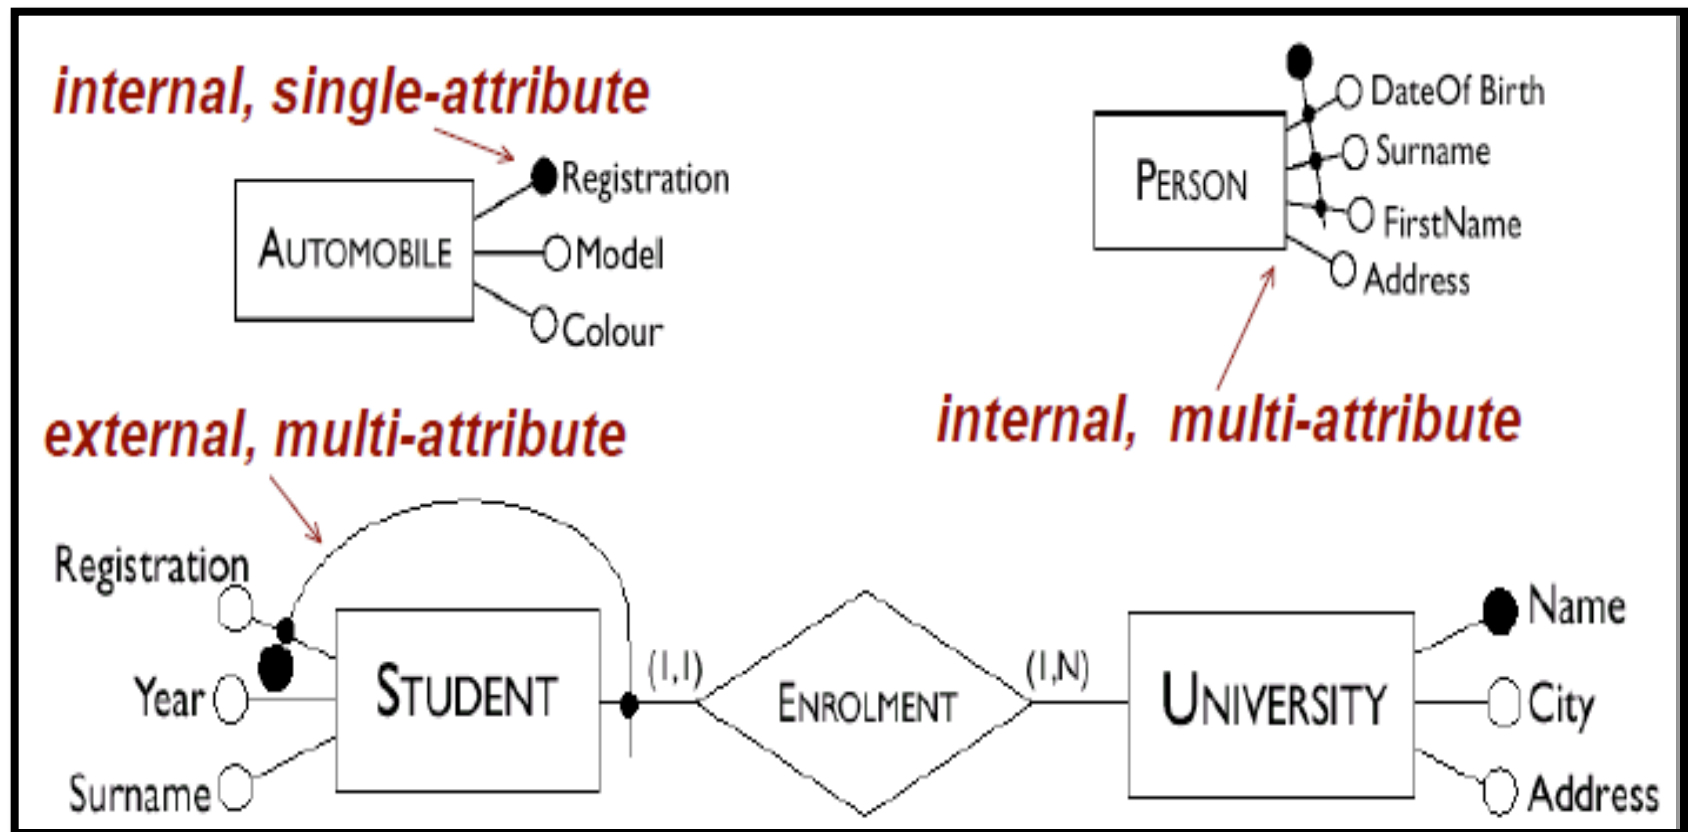 internal, single-attribute
Registration
AUTOMOBILE
Model
Colour
DateOf Birth
Surname
PERSON
FirstName
Address
internal, multi-attribute
external, multi-attribute
Registration
Year
Surname
STUDENT
(1,1)
ENROLMENT
(1,N)
UNIVERSITY
Name
City
Address